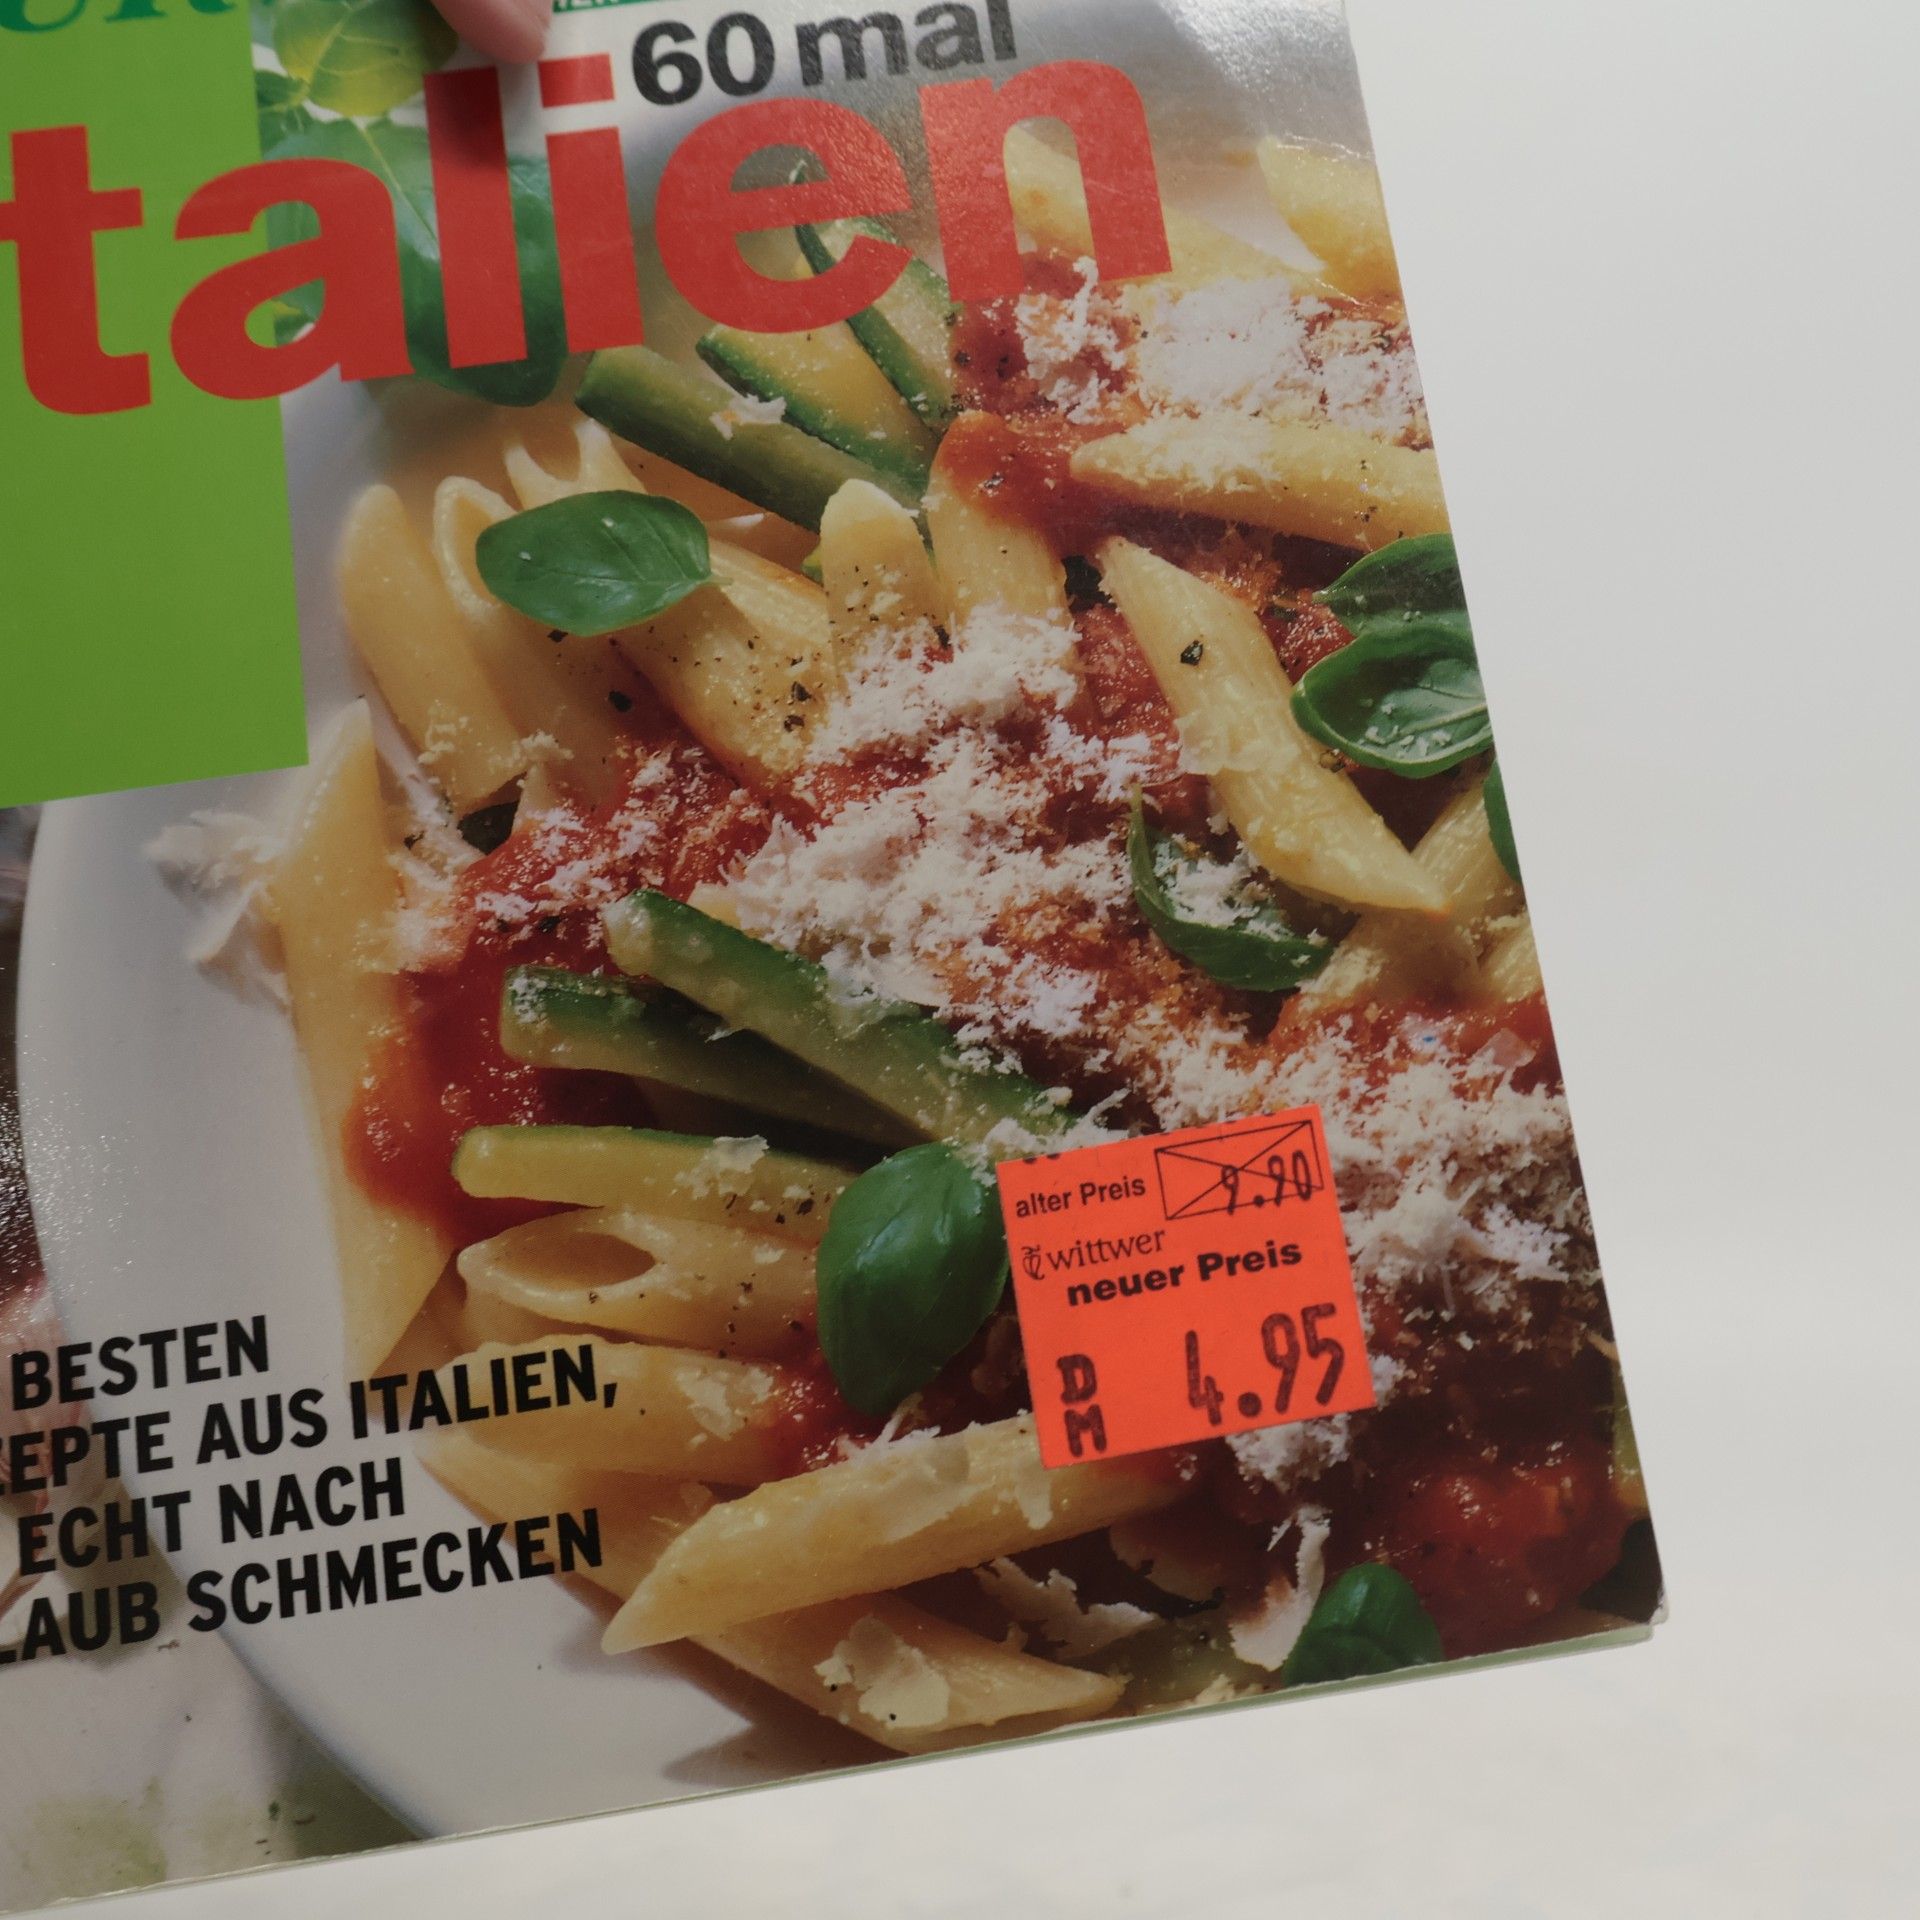 60 mal
talien
alter Preis 9.90
wittwer
neuer Preis
DM 4.95
BESTEN
EPTE AUS ITALIEN,
ECHT NACH
LAUB SCHMECKEN